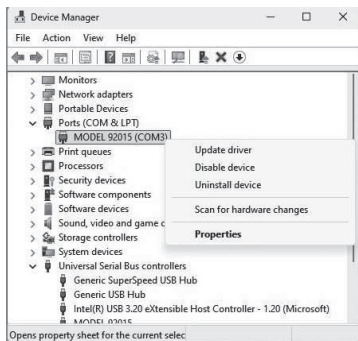 Device Manager
File Action View Help
Monitors
Network adapters
Portable Devices
Ports (COM & LPT)
MODEL 92015 (COM3)
Print queues
Processors
Security devices
Software components
Software devices
Sound, video and game c
Storage controllers
System devices
Universal Serial Bus controllers
Generic SuperSpeed USB Hub
Generic USB Hub
Intel(R) USB 3.20 eXtensible Host Controller - 1.20 (Microsoft)
MODEL 92015
Update driver
Disable device
Uninstall device
Scan for hardware changes
Properties
Opens property sheet for the current selec